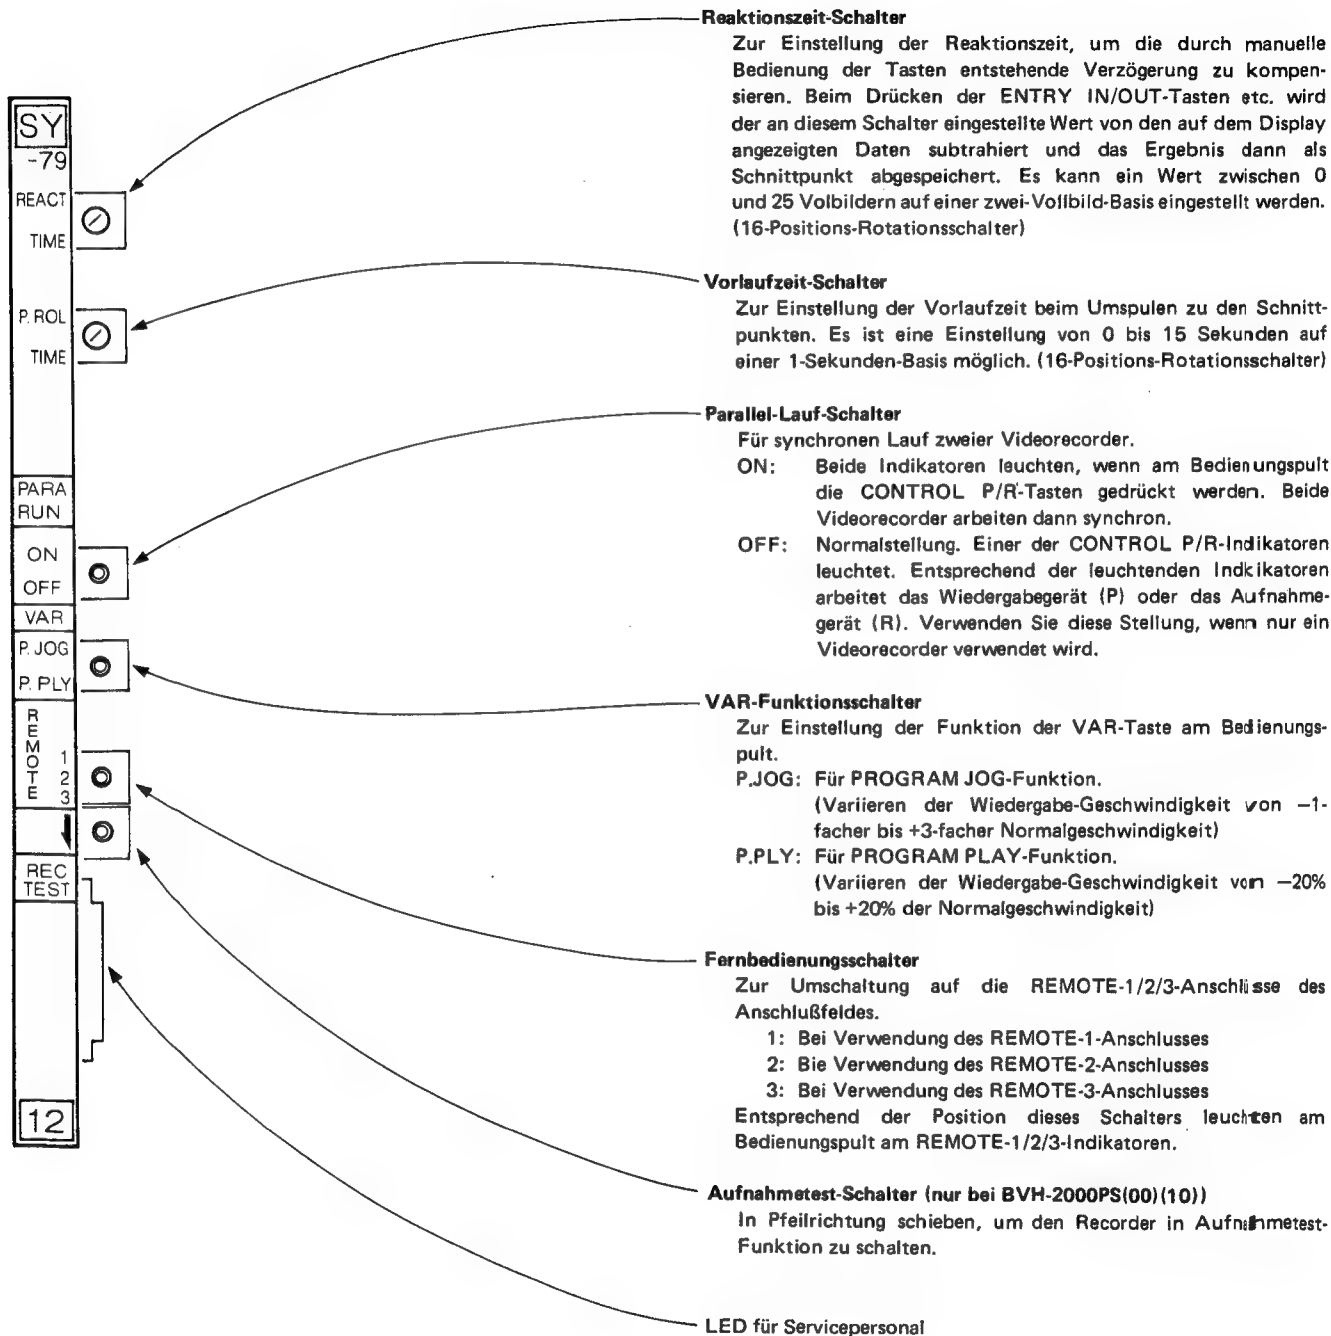 SY
-79
REACT
TIME
P. ROL
TIME
PARA
RUN
ON
OFF
VAR
P. JOG
P. PLY
REMOTE
1
2
3
REC
TEST
12
Reaktionszeit-Schalter
Zur Einstellung der Reaktionszeit, um die durch manuelle
Bedienung der Tasten entstehende Verzögerung zu kompen-
sieren. Beim Drücken der ENTRY IN/OUT-Tasten etc. wird
der an diesem Schalter eingestellte Wert von den auf dem Display
angezeigten Daten subtrahiert und das Ergebnis dann als
Schnittpunkt abgespeichert. Es kann ein Wert zwischen 0
und 25 Volbildern auf einer zwei-Vollbild-Basis eingestellt werden.
(16-Positions-Rotationsschalter)
Vorlaufzeit-Schalter
Zur Einstellung der Vorlaufzeit beim Umspulen zu den Schnitt-
punkten. Es ist eine Einstellung von 0 bis 15 Sekunden auf
einer 1-Sekunden-Basis möglich. (16-Positions-Rotationsschalter)
Parallel-Lauf-Schalter
Für synchronen Lauf zweier Videorecorder.
ON: Beide Indikatoren leuchten, wenn am Bedienungspult
die CONTROL P/R-Tasten gedrückt werden. Beide
Videorecorder arbeiten dann synchron.
OFF: Normalstellung. Einer der CONTROL P/R-Indikatoren
leuchtet. Entsprechend der leuchtenden Indkikatoren
arbeitet das Wiedergabegerät (P) oder das Aufnahme-
gerät (R). Verwenden Sie diese Stellung, wenn nur ein
Videorecorder verwendet wird.
VAR-Funktionsschalter
Zur Einstellung der Funktion der VAR-Taste am Bedienungs-
pult.
P.JOG: Für PROGRAM JOG-Funktion.
(Variieren der Wiedergabe-Geschwindigkeit von −1-
facher bis +3-facher Normalgeschwindigkeit)
P.PLY: Für PROGRAM PLAY-Funktion.
(Variieren der Wiedergabe-Geschwindigkeit von −20%
bis +20% der Normalgeschwindigkeit)
Fernbedienungsschalter
Zur Umschaltung auf die REMOTE-1/2/3-Anschlüsse des
Anschlußfeldes.
1: Bei Verwendung des REMOTE-1-Anschlusses
2: Bie Verwendung des REMOTE-2-Anschlusses
3: Bei Verwendung des REMOTE-3-Anschlusses
Entsprechend der Position dieses Schalters leuchten am
Bedienungspult am REMOTE-1/2/3-Indikatoren.
Aufnahmetest-Schalter (nur bei BVH-2000PS(00)(10))
In Pfeilrichtung schieben, um den Recorder in Aufnahmetest-
Funktion zu schalten.
LED für Servicepersonal